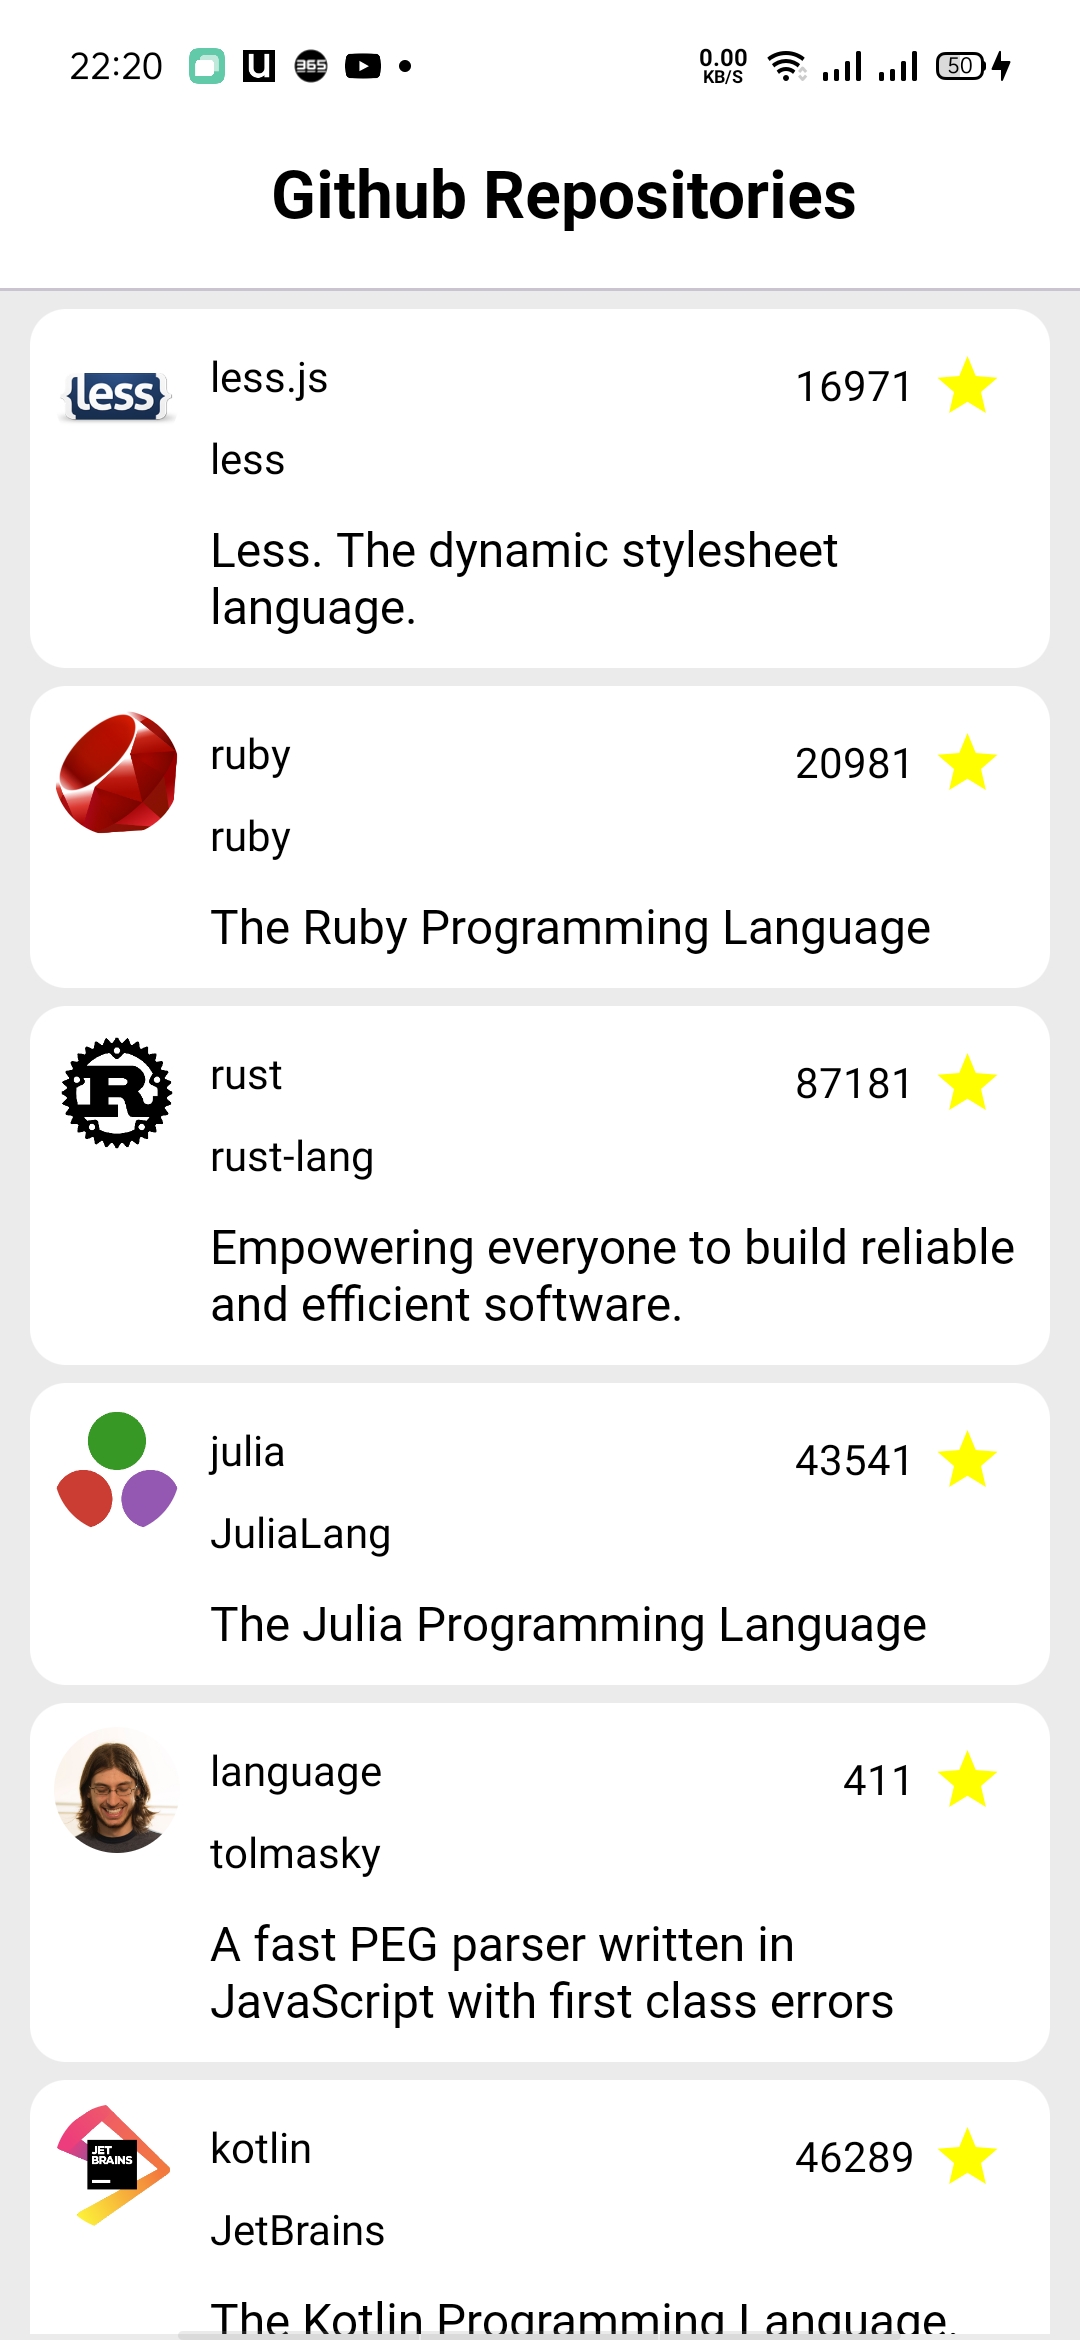 22:20
365
0.00
KB/S
50
Github Repositories
less
less.js
16971
less
Less. The dynamic stylesheet
language.
ruby
20981
ruby
The Ruby Programming Language
R
rust
87181
rust-lang
Empowering everyone to build reliable
and efficient software.
julia
43541
JuliaLang
The Julia Programming Language
language
411
tolmasky
A fast PEG parser written in
JavaScript with first class errors
JET
BRAINS
kotlin
46289
JetBrains
The Kotlin Programming Language.